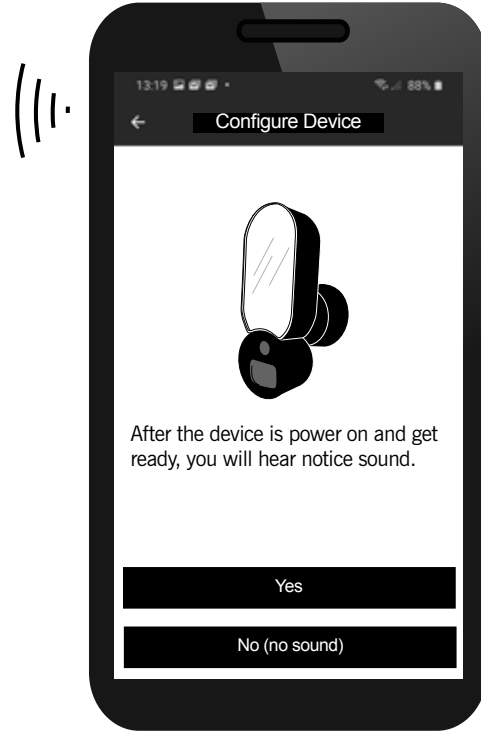 13:19
88%
Configure Device
After the device is power on and get
ready, you will hear notice sound.
Yes
No (no sound)